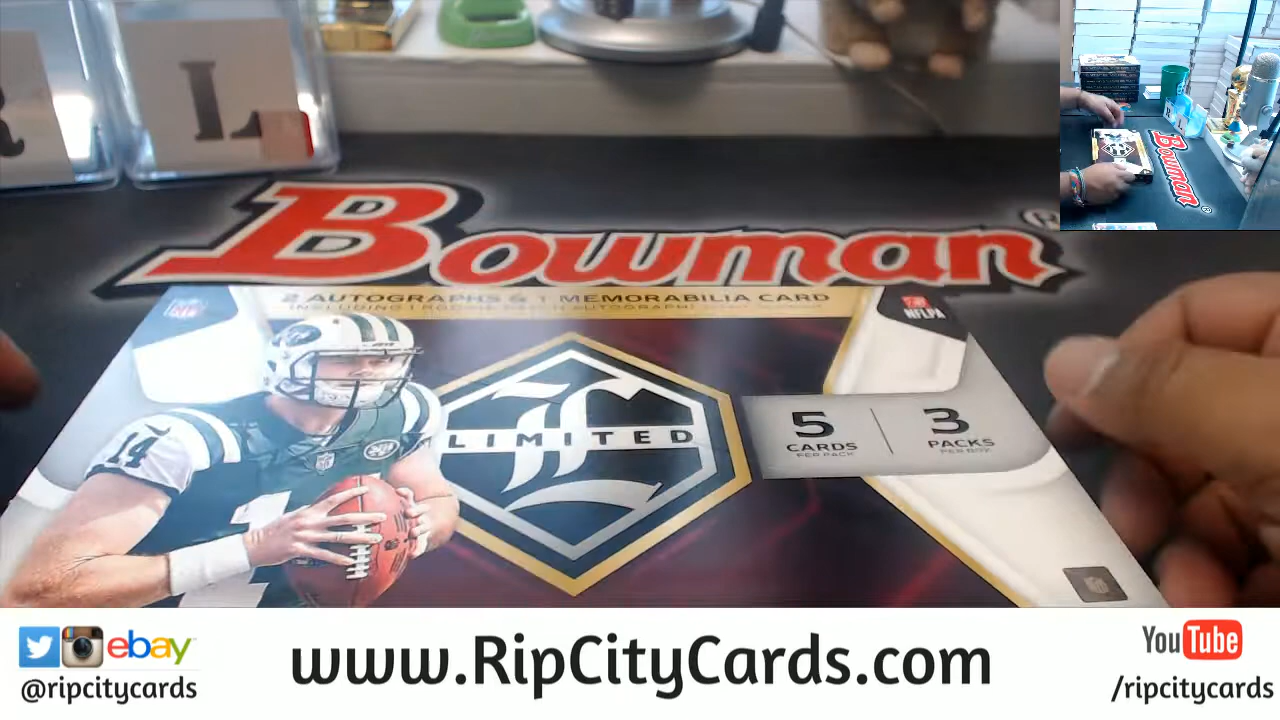 L
Bowman ®
2 AUTOGRAPHS & 1 MEMORABILIA CARD
NFLPA
14
LIMITED
5 CARDS PER PACK
3 PACKS PER BOX
Bowman ®
ebay
@ripcitycards
www.RipCityCards.com
YouTube
/ripcitycards